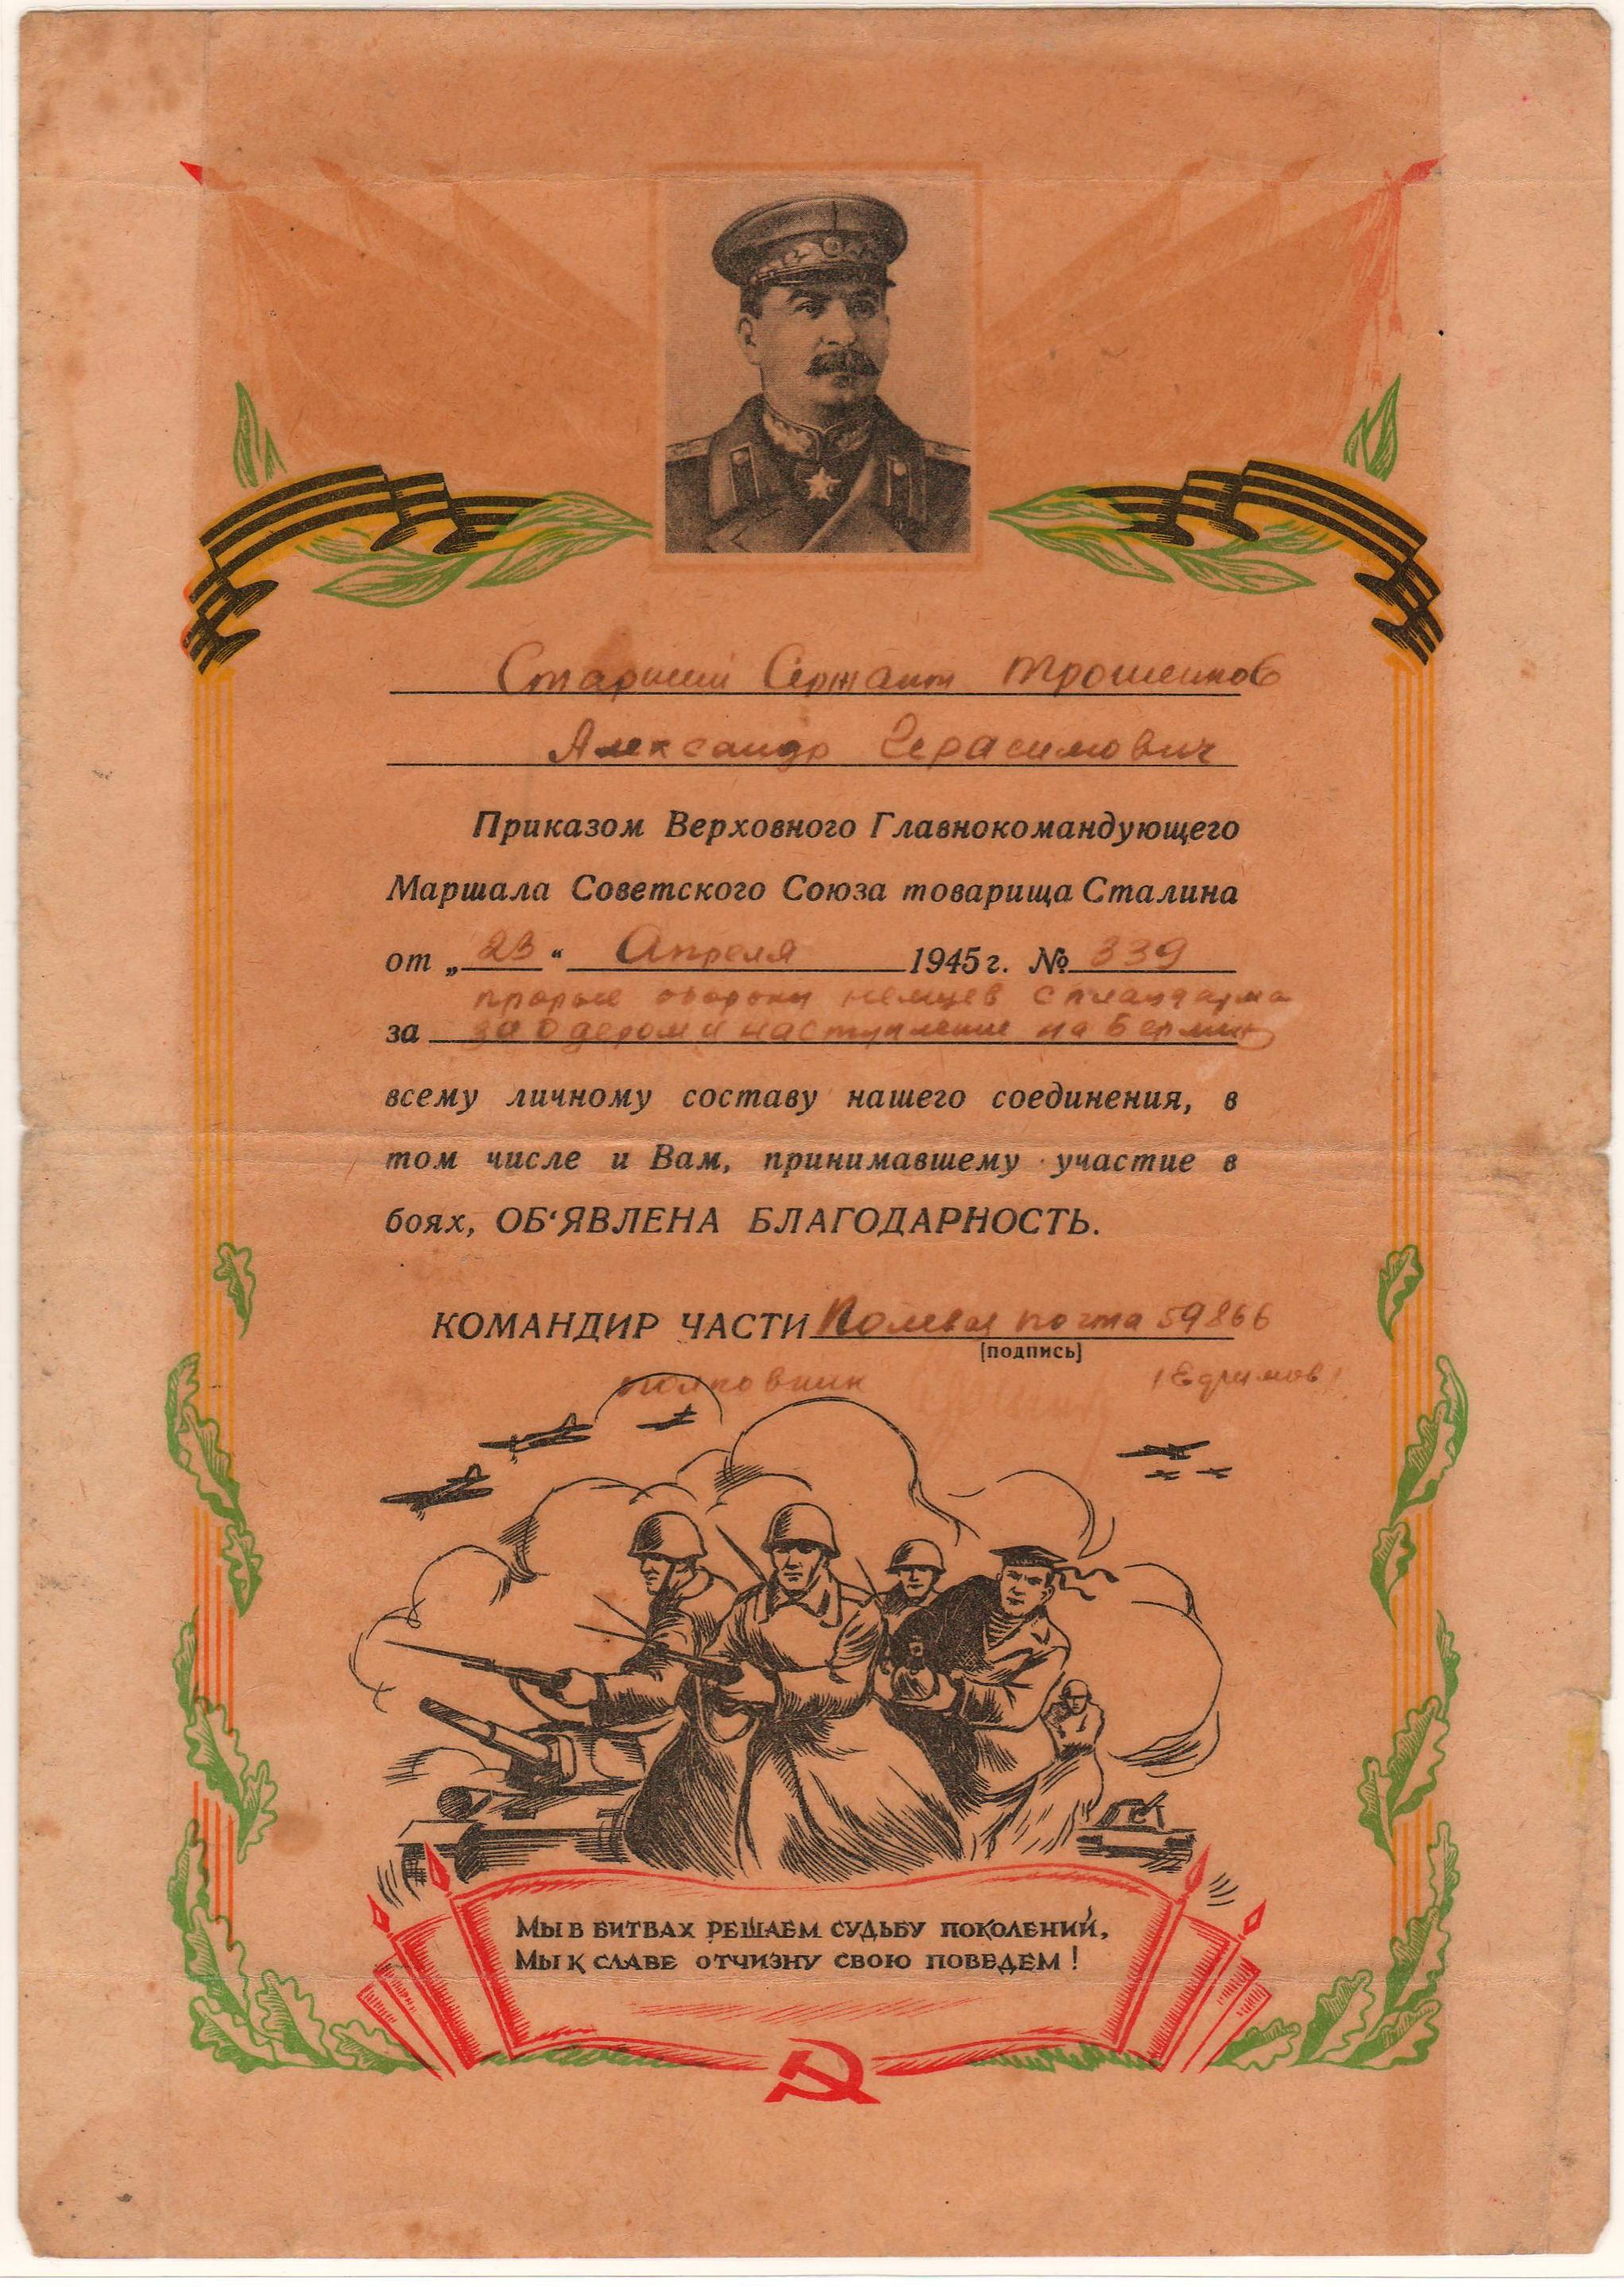 Старший Сержант Трошенков
Александр Герасимович
Приказом Верховного Главнокомандующего
Маршала Советского Союза товарища Сталина
от „23“ Апреля 1945 г. № 339
прорыв обороны немцев с плацдарма
за за Одером и наступление на Берлин
всему личному составу нашего соединения, в
том числе и Вам, принимавшему участие в
боях, ОБ‘ЯВЛЕНА БЛАГОДАРНОСТЬ.
КОМАНДИР ЧАСТИ Полевая почта 59866
[подпись]
полковник (Ефимов)
МЫ В БИТВАХ РЕШАЕМ СУДЬБУ ПОКОЛЕНИЙ,
МЫ К СЛАВЕ ОТЧИЗНУ СВОЮ ПОВЕДЕМ!